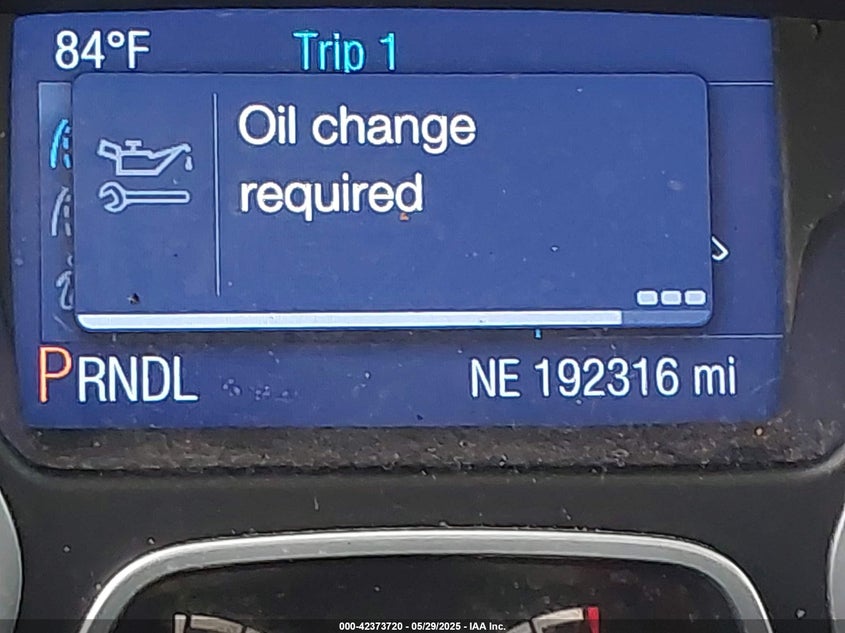 84°F Trip 1
Oil change
required
PRNDL NE 192316 mi
000-42373720 - 05/29/2025 - IAA Inc.